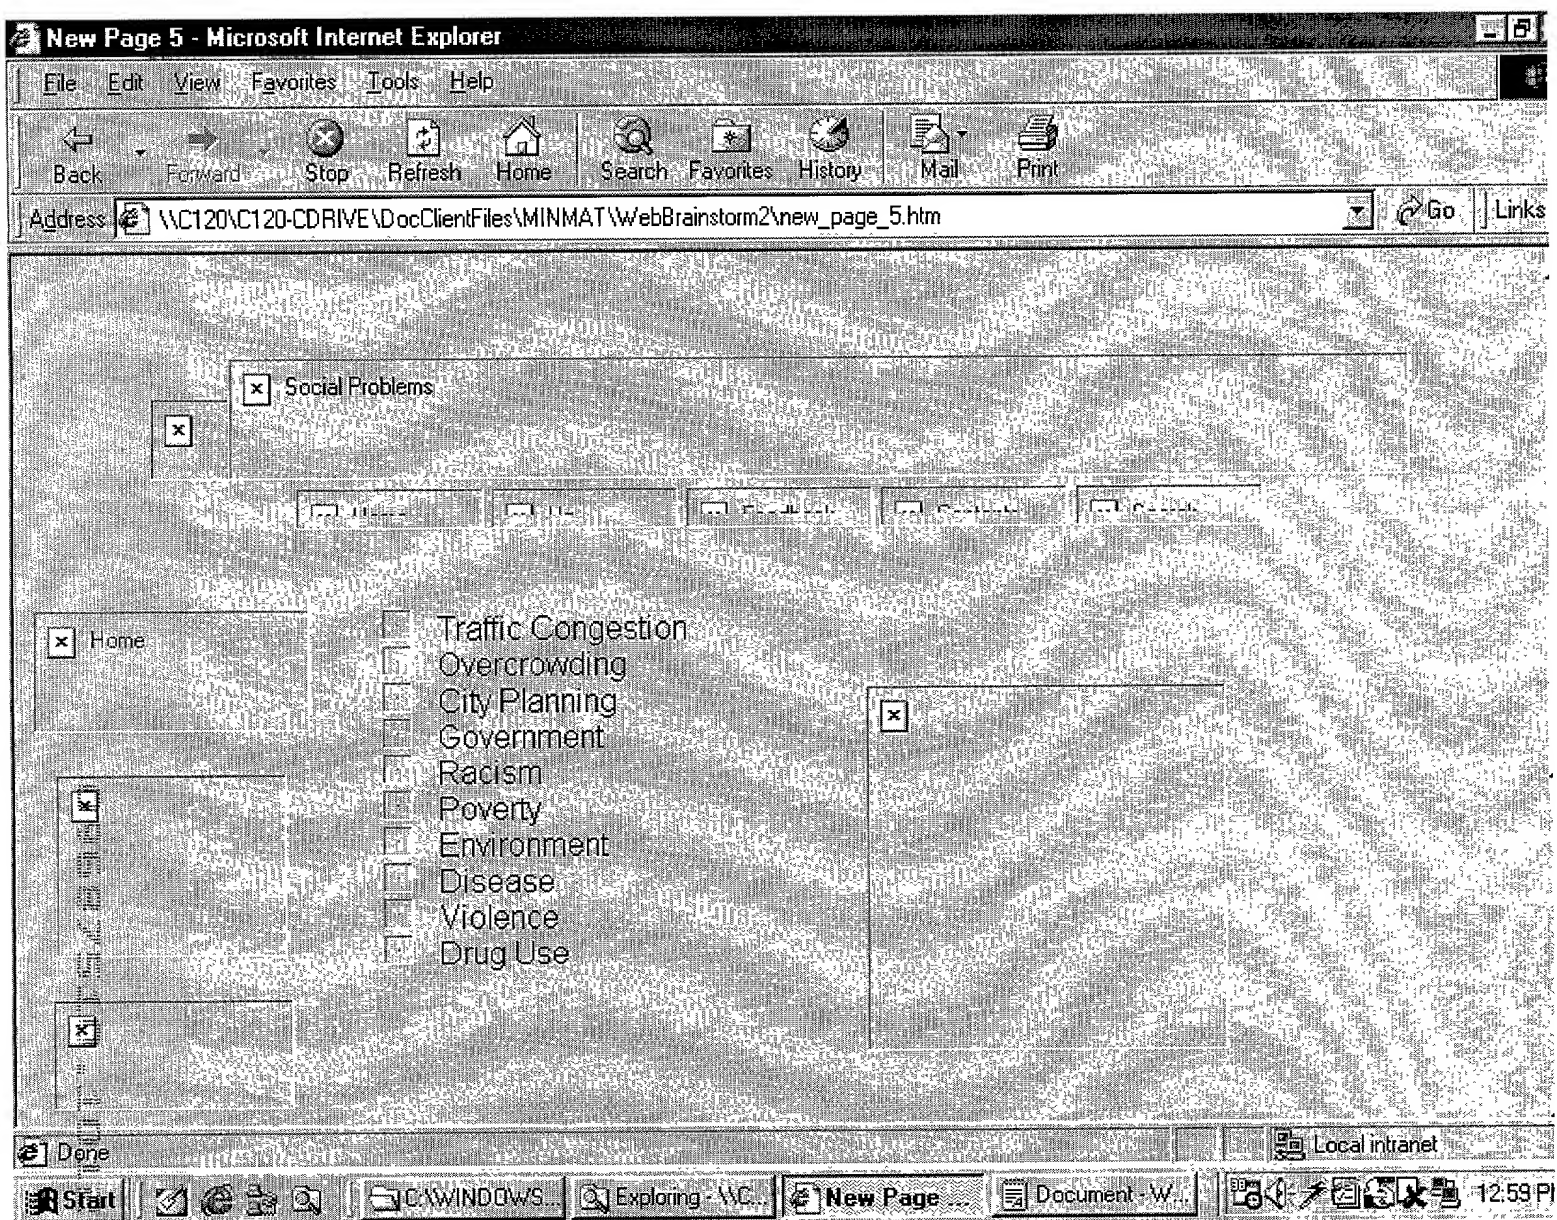 New Page 5 - Microsoft Internet Explorer
File Edit View Favorites Tools Help
Back Forward Stop Refresh Home Search Favorites History Mail Print
Address \\C120\C120-CDRIVE\DocClientFiles\MINMAT\WebBrainstorm2\new_page_5.htm Go Links
Social Problems
Home
Traffic Congestion
Overcrowding
City Planning
Government
Racism
Poverty
Environment
Disease
Violence
Drug Use
Done Local intranet
Start C:\WINDOWS... Exploring - \\C... New Page ... Document - W... 12:59 P